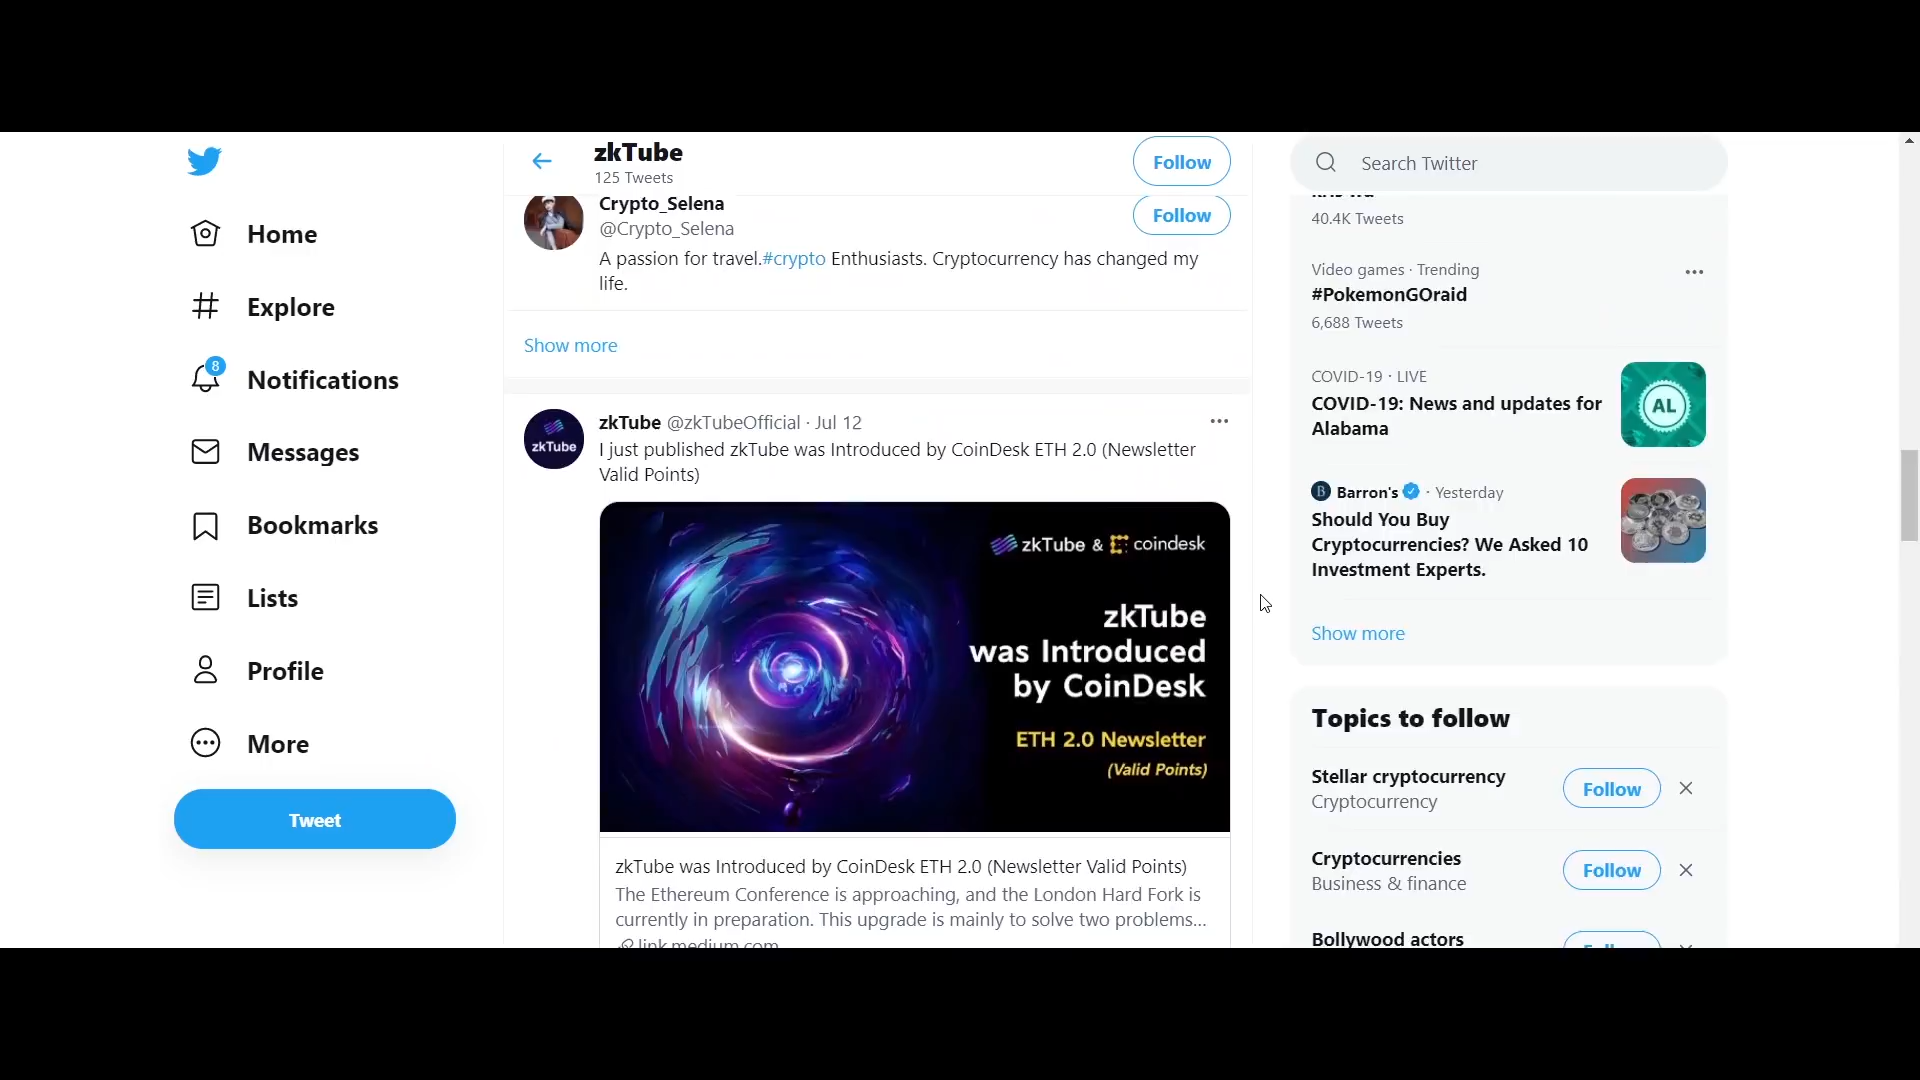 Home
Explore
8
Notifications
Messages
Bookmarks
Lists
Profile
More
Tweet
zkTube
125 Tweets
Follow
Crypto_Selena
@Crypto_Selena
Follow
A passion for travel.#crypto Enthusiasts. Cryptocurrency has changed my
life.
Show more
zkTube
zkTube @zkTubeOfficial · Jul 12
I just published zkTube was Introduced by CoinDesk ETH 2.0 (Newsletter
Valid Points)
zkTube & coindesk
zkTube
was Introduced
by CoinDesk
ETH 2.0 Newsletter
(Valid Points)
zkTube was Introduced by CoinDesk ETH 2.0 (Newsletter Valid Points)
The Ethereum Conference is approaching, and the London Hard Fork is
currently in preparation. This upgrade is mainly to solve two problems...
link.medium.com
Search Twitter
40.4K Tweets
Video games · Trending
#PokemonGOraid
6,688 Tweets
COVID-19 · LIVE
COVID-19: News and updates for
Alabama
AL
B Barron's · Yesterday
Should You Buy
Cryptocurrencies? We Asked 10
Investment Experts.
Show more
Topics to follow
Stellar cryptocurrency
Cryptocurrency
Follow
Cryptocurrencies
Business & finance
Follow
Bollywood actors